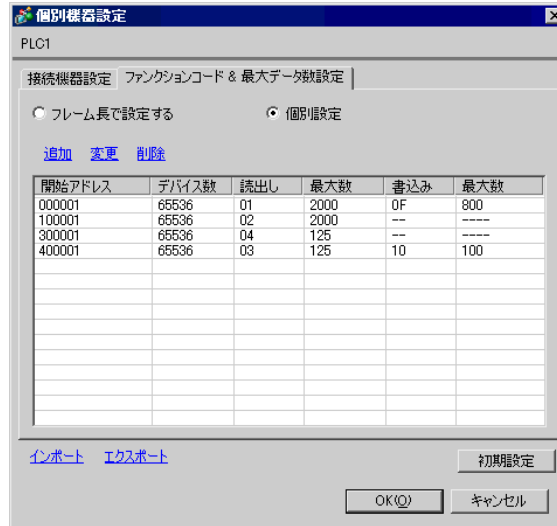 個別機器設定
PLC1
接続機器設定 ファンクションコード & 最大データ数設定
フレーム長で設定する 個別設定
追加 変更 削除
開始アドレス デバイス数 読出し 最大数 書込み 最大数
000001 65536 01 2000 0F 800
100001 65536 02 2000 -- ----
300001 65536 04 125 -- ----
400001 65536 03 125 10 100
インポート エクスポート 初期設定
OK(O) キャンセル